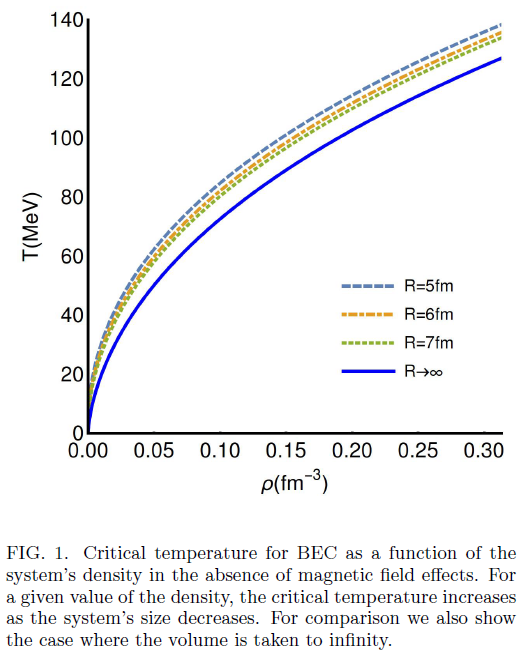 140
120
100
80
60
40
20
0
T(MeV)
R=5fm
R=6fm
R=7fm
R→∞
0.00 0.05 0.10 0.15 0.20 0.25 0.30
ρ(fm⁻³)
FIG. 1. Critical temperature for BEC as a function of the
system's density in the absence of magnetic field effects. For
a given value of the density, the critical temperature increases
as the system's size decreases. For comparison we also show
the case where the volume is taken to infinity.